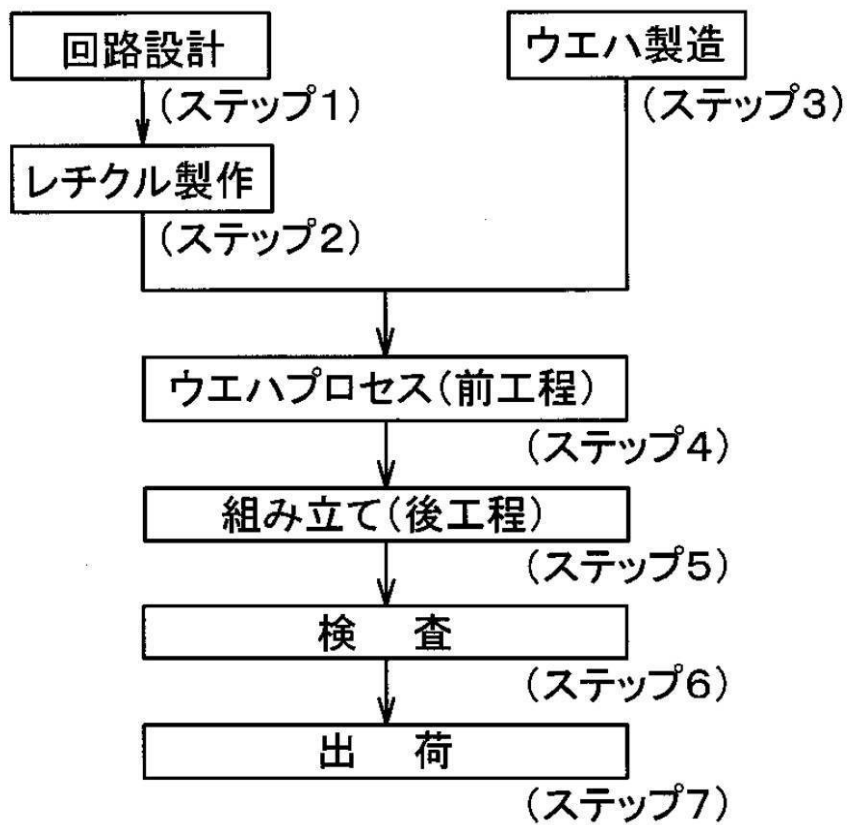 回路設計
(ステップ1)
レチクル製作
(ステップ2)
ウエハ製造
(ステップ3)
ウエハプロセス(前工程)
(ステップ4)
組み立て(後工程)
(ステップ5)
検 査
(ステップ6)
出 荷
(ステップ7)